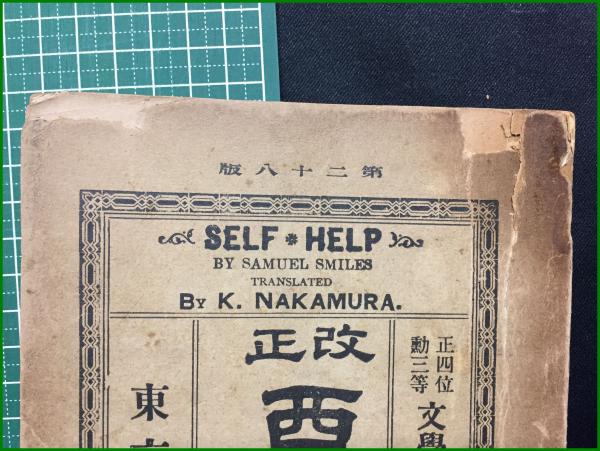 第二十八版
SELF * HELP
BY SAMUEL SMILES
TRANSLATED
BY K. NAKAMURA.
正四位
勳三等
文學
改正
西
東